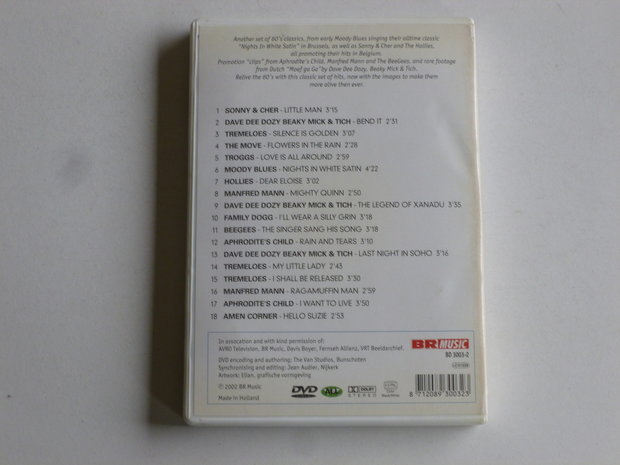 Another set of 60's classics, from early Moody Blues singing their alltime classic
"Nights In White Satin" in Brussels, as well as Sonny & Cher and The Hollies,
all promoting their hits in Belgium.
Promotion "clips" from Aphrodite's Child, Manfred Mann and The BeeGees, and rare footage
from Dutch "Moef ga Ga" by Dave Dee Dozy, Beaky Mick & Tich.
Relive the 60's with this classic set of hits, now with the images to make them
more alive then ever.
1 SONNY & CHER - LITTLE MAN 3'15
2 DAVE DEE DOZY BEAKY MICK & TICH - BEND IT 2'31
3 TREMELOES - SILENCE IS GOLDEN 3'07
4 THE MOVE - FLOWERS IN THE RAIN 2'28
5 TROGGS - LOVE IS ALL AROUND 2'59
6 MOODY BLUES - NIGHTS IN WHITE SATIN 4'22
7 HOLLIES - DEAR ELOISE 3'02
8 MANFRED MANN - MIGHTY QUINN 2'50
9 DAVE DEE DOZY BEAKY MICK & TICH - THE LEGEND OF XANADU 3'35
10 FAMILY DOGG - I'LL WEAR A SILLY GRIN 3'18
11 BEEGEES - THE SINGER SANG HIS SONG 3'18
12 APHRODITE'S CHILD - RAIN AND TEARS 3'10
13 DAVE DEE DOZY BEAKY MICK & TICH - LAST NIGHT IN SOHO 3'16
14 TREMELOES - MY LITTLE LADY 2'43
15 TREMELOES - I SHALL BE RELEASED 3'30
16 MANFRED MANN - RAGAMUFFIN MAN 2'59
17 APHRODITE'S CHILD - I WANT TO LIVE 3'50
18 AMEN CORNER - HELLO SUZIE 2'53
In assocation and with kind permission of:
AVRO Television, BR Music, Davis Boyer, Fernseh Allianz, VRT Beeldarchief.
DVD encoding and authoring: The Van Studios, Bunschoten
Synchronising and editing: Jean Audier, Nijkerk
Artwork: Ellan, grafische vormgeving
© 2002 BR Music
Made in Holland
BR MUSIC
BD 3003-2
DVD
ALL
DOLBY
STEREO
8 712089 300323